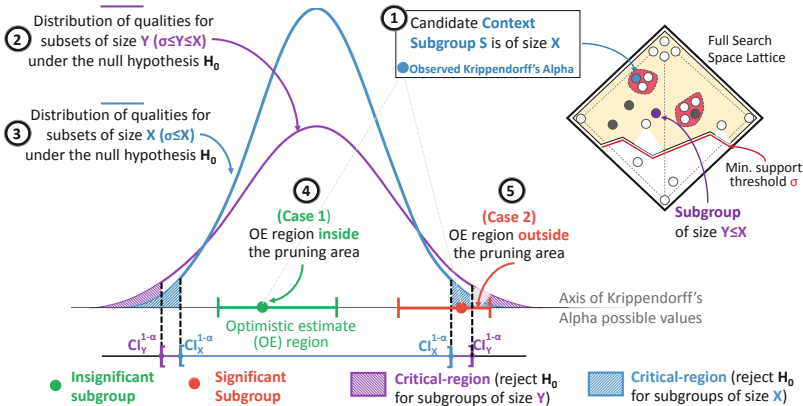 Distribution of qualities for
subsets of size Y (σ≤Y≤X)
under the null hypothesis H0
2
1
Candidate Context
Subgroup S is of size X
Observed Krippendorff's Alpha
Full Search
Space Lattice
Distribution of qualities for
subsets of size X (σ≤X)
under the null hypothesis H0
3
Min. support
threshold σ
Subgroup
of size Y≤X
4
(Case 1)
OE region inside
the pruning area
5
(Case 2)
OE region outside
the pruning area
Axis of Krippendorff's
Alpha possible values
Optimistic estimate
(OE) region
CI_Y^1-α
CI_X^1-α
CI_X^1-α
CI_Y^1-α
Insignificant
subgroup
Significant
Subgroup
Critical-region (reject H0
for subgroups of size Y)
Critical-region (reject H0
for subgroups of size X)